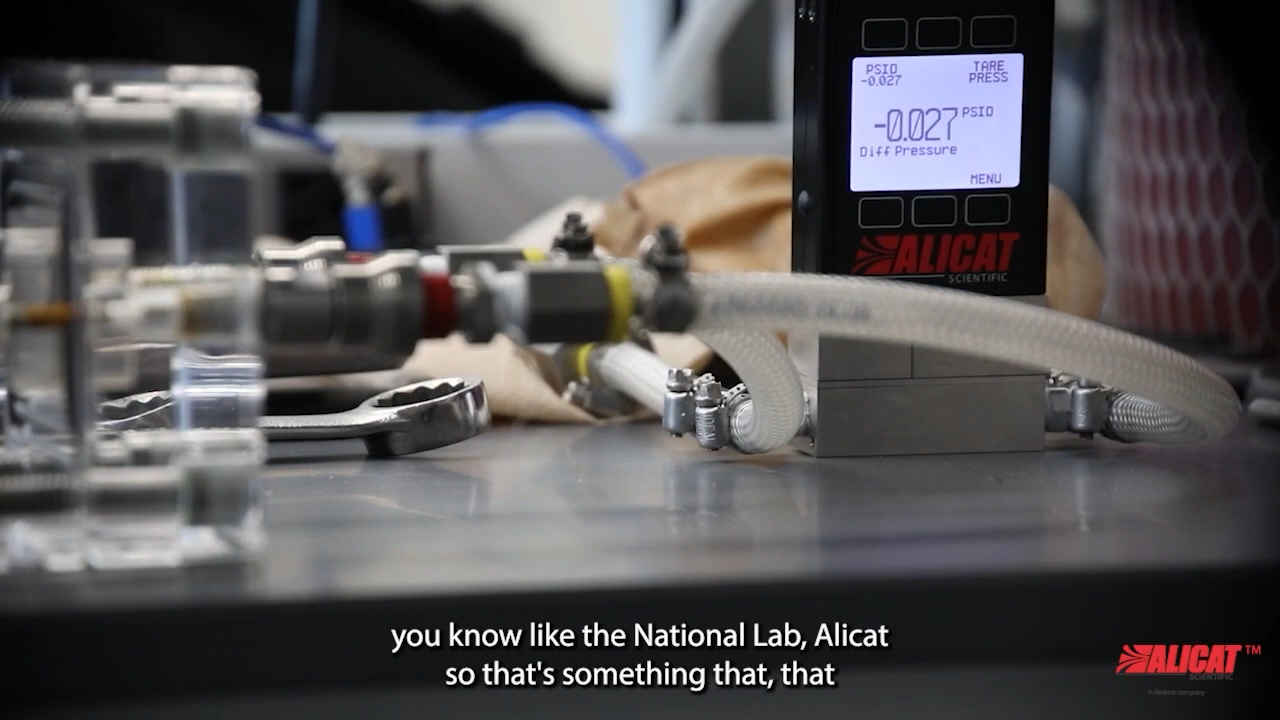 PSID
-0.027
TARE
PRESS
-0.027 PSID
Diff Pressure
MENU
ALICAT
SCIENTIFIC
you know like the National Lab, Alicat
so that's something that, that
ALICAT™
SCIENTIFIC